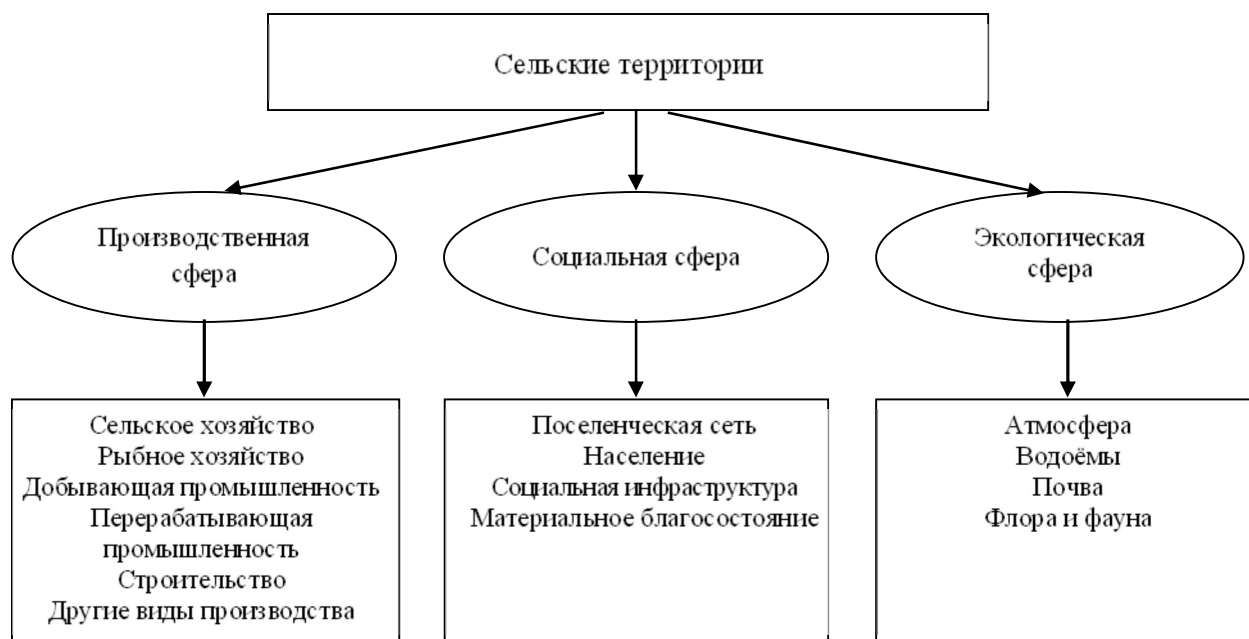 Сельские территории
Производственная
сфера
Социальная сфера
Экологическая
сфера
Сельское хозяйство
Рыбное хозяйство
Добывающая промышленность
Перерабатывающая
промышленность
Строительство
Другие виды производства
Поселенческая сеть
Население
Социальная инфраструктура
Материальное благосостояние
Атмосфера
Водоёмы
Почва
Флора и фауна